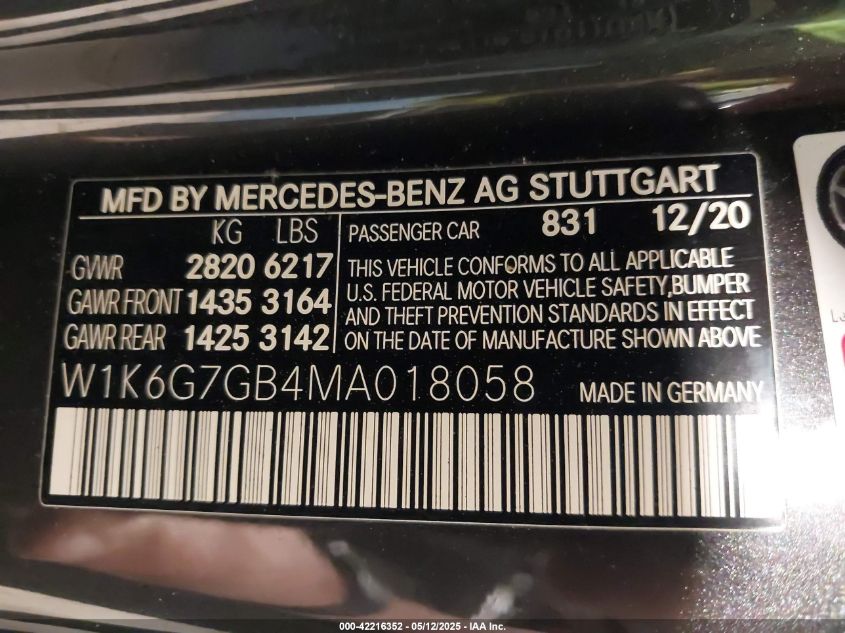 MFD BY MERCEDES-BENZ AG STUTTGART
KG LBS
GVWR 2820 6217
GAWR FRONT 1435 3164
GAWR REAR 1425 3142
PASSENGER CAR 831 12/20
THIS VEHICLE CONFORMS TO ALL APPLICABLE
U.S. FEDERAL MOTOR VEHICLE SAFETY,BUMPER
AND THEFT PREVENTION STANDARDS IN EFFECT
ON THE DATE OF MANUFACTURE SHOWN ABOVE
W1K6G7GB4MA018058 MADE IN GERMANY
000-42216352 - 05/12/2025 - IAA Inc.